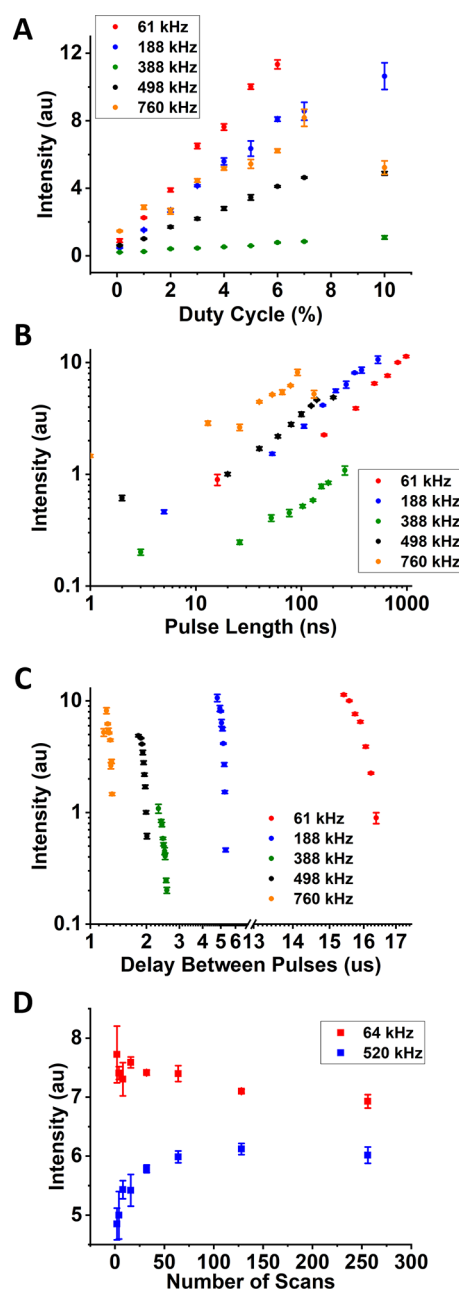 A
61 kHz
188 kHz
388 kHz
498 kHz
760 kHz
Intensity (au)
12
8
4
0
0 2 4 6 8 10
Duty Cycle (%)
B
Intensity (au)
10
1
0.1
61 kHz
188 kHz
388 kHz
498 kHz
760 kHz
1 10 100 1000
Pulse Length (ns)
C
Intensity (au)
10
1
0.1
61 kHz
188 kHz
388 kHz
498 kHz
760 kHz
1 2 3 4 5 6 13 14 15 16 17
Delay Between Pulses (us)
D
64 kHz
520 kHz
Intensity (au)
8
7
6
5
0 50 100 150 200 250 300
Number of Scans